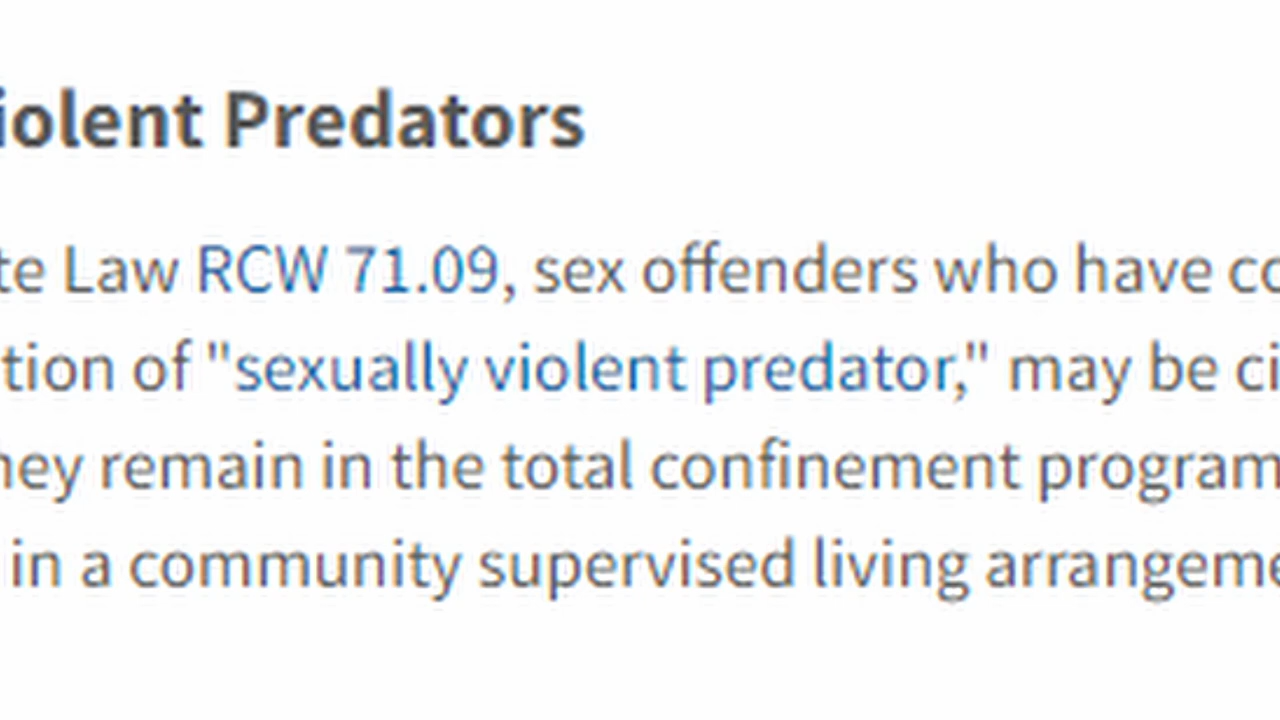 iolent Predators
te Law RCW 71.09, sex offenders who have co
tion of "sexually violent predator," may be ci
hey remain in the total confinement program
in a community supervised living arrangeme